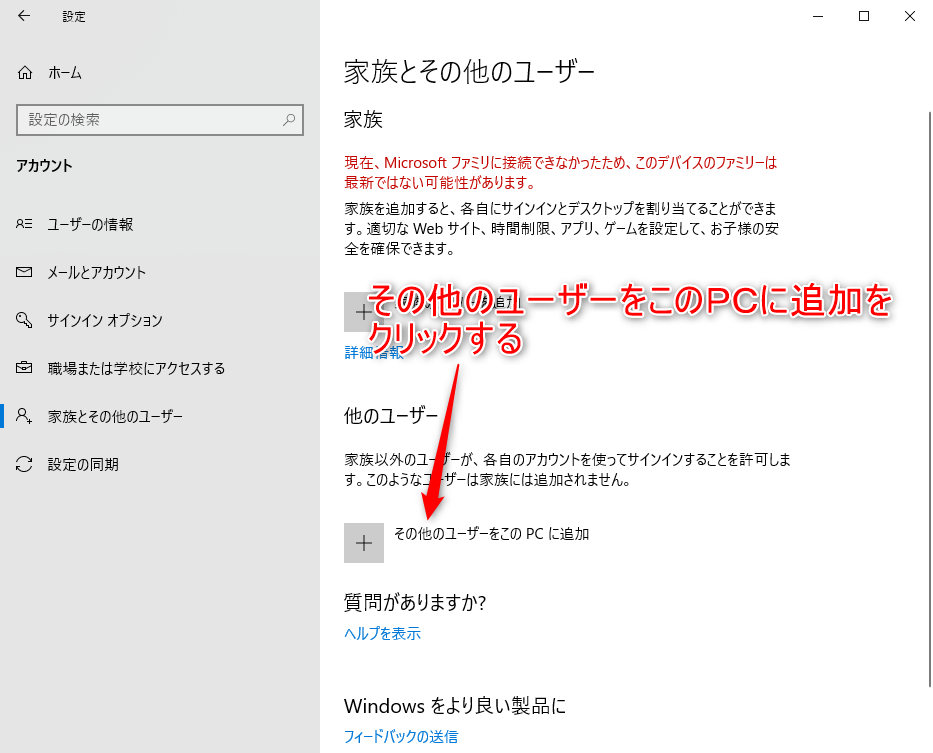 設定
ホーム
設定の検索
アカウント
ユーザーの情報
メールとアカウント
サインイン オプション
職場または学校にアクセスする
家族とその他のユーザー
設定の同期
家族とその他のユーザー
家族
現在、Microsoft ファミリに接続できなかったため、このデバイスのファミリーは
最新ではない可能性があります。
家族を追加すると、各自にサインインとデスクトップを割り当てることができま
す。適切な Web サイト、時間制限、アプリ、ゲームを設定して、お子様の安
全を確保できます。
その他のユーザーをこのPCに追加を
クリックする
詳細情報
他のユーザー
家族以外のユーザーが、各自のアカウントを使ってサインインすることを許可しま
す。このようなユーザーは家族には追加されません。
その他のユーザーをこの PC に追加
質問がありますか?
ヘルプを表示
Windows をより良い製品に
フィードバックの送信